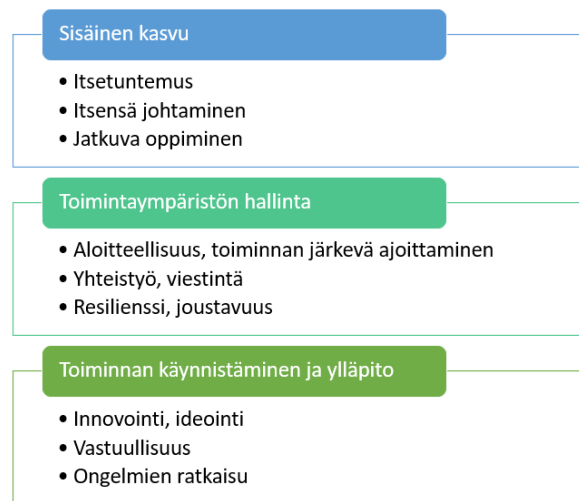 Sisäinen kasvu
• Itsetuntemus
• Itsensä johtaminen
• Jatkuva oppiminen
Toimintaympäristön hallinta
• Aloitteellisuus, toiminnan järkevä ajoittaminen
• Yhteistyö, viestintä
• Resilienssi, joustavuus
Toiminnan käynnistäminen ja ylläpito
• Innovointi, ideointi
• Vastuullisuus
• Ongelmien ratkaisu